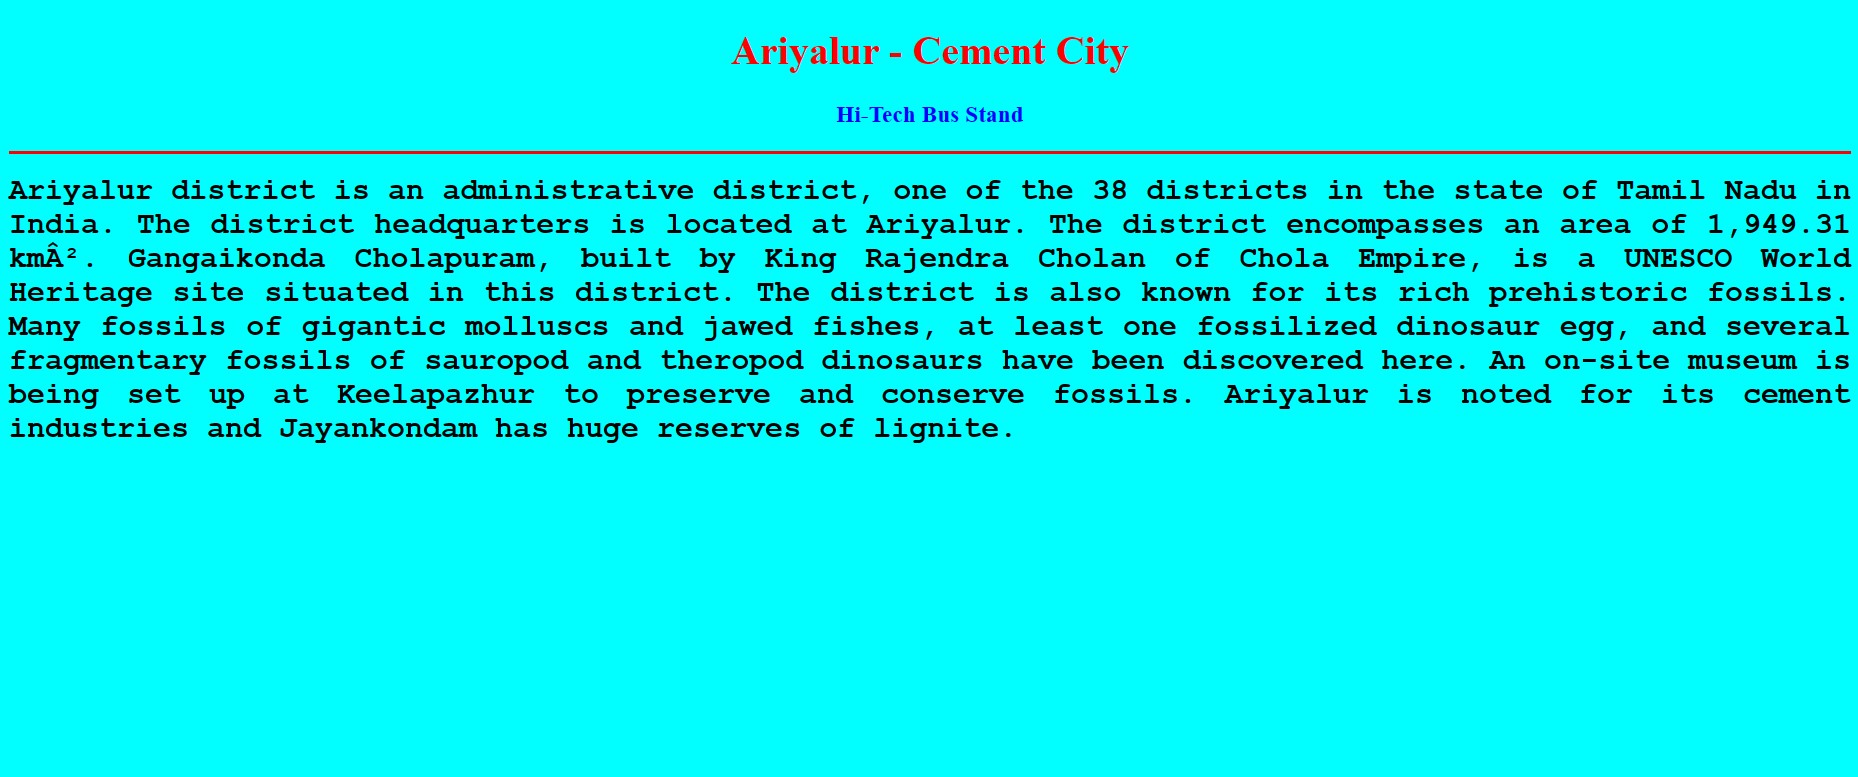 Ariyalur - Cement City
Hi-Tech Bus Stand
Ariyalur district is an administrative district, one of the 38 districts in the state of Tamil Nadu in
India. The district headquarters is located at Ariyalur. The district encompasses an area of 1,949.31
kmÂ². Gangaikonda Cholapuram, built by King Rajendra Cholan of Chola Empire, is a UNESCO World
Heritage site situated in this district. The district is also known for its rich prehistoric fossils.
Many fossils of gigantic molluscs and jawed fishes, at least one fossilized dinosaur egg, and several
fragmentary fossils of sauropod and theropod dinosaurs have been discovered here. An on-site museum is
being set up at Keelapazhur to preserve and conserve fossils. Ariyalur is noted for its cement
industries and Jayankondam has huge reserves of lignite.